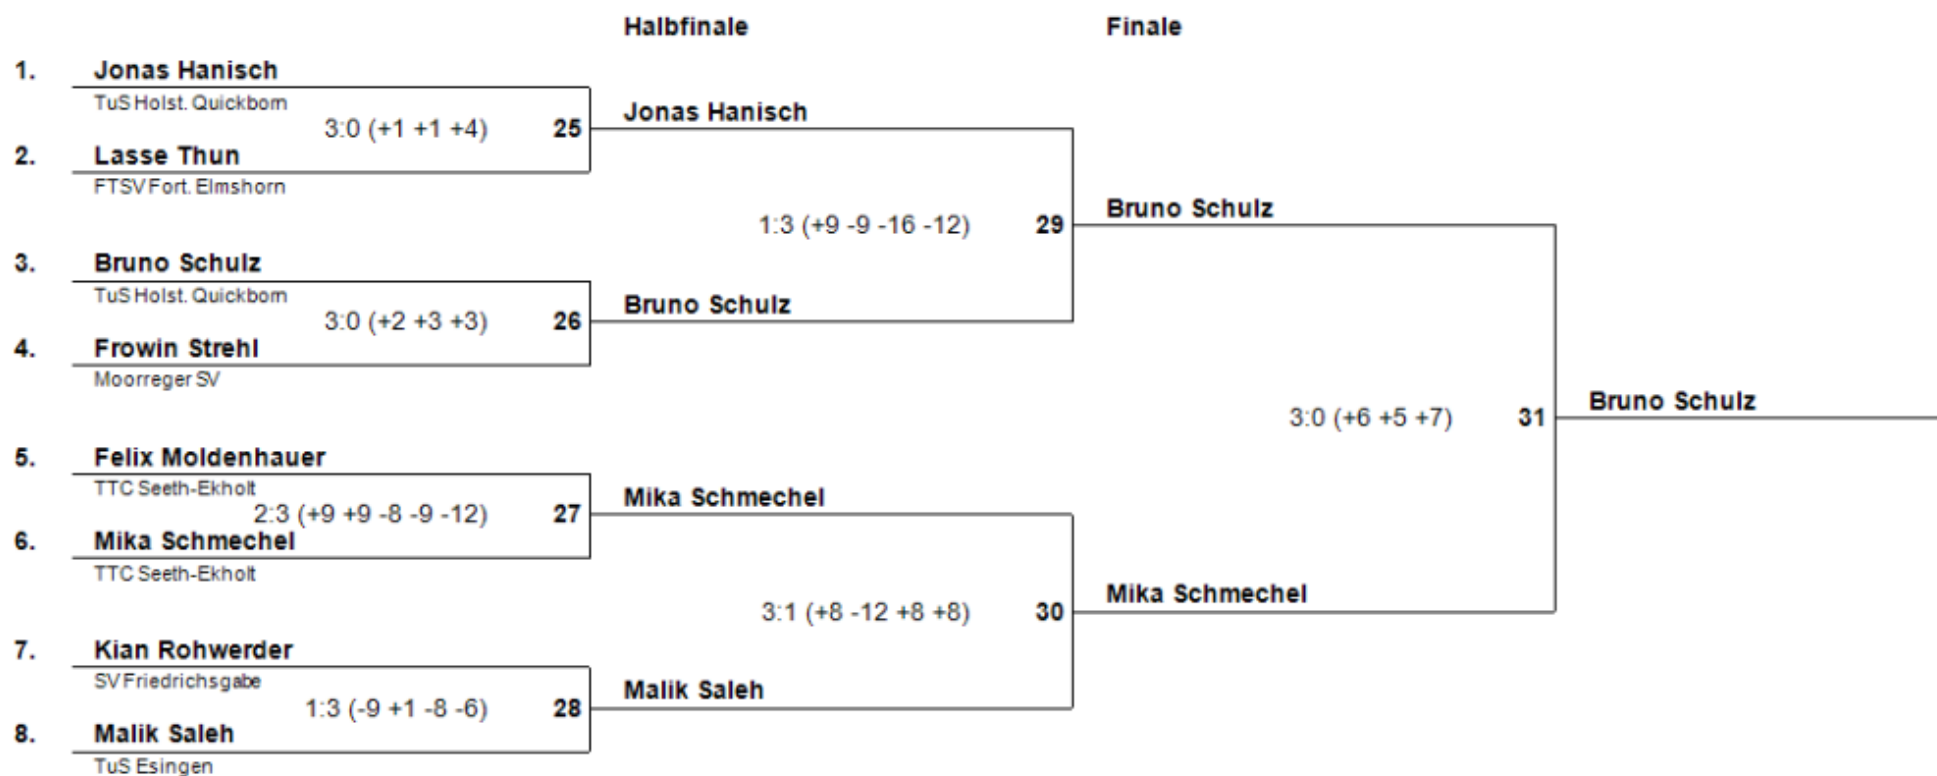 Halbfinale Finale
1. Jonas Hanisch
TuS Holst. Quickborn
3:0 (+1 +1 +4) 25 Jonas Hanisch
2. Lasse Thun
FTSV Fort. Elmshorn
1:3 (+9 -9 -16 -12) 29 Bruno Schulz
3. Bruno Schulz
TuS Holst. Quickborn
3:0 (+2 +3 +3) 26 Bruno Schulz
4. Frowin Strehl
Moorreger SV
3:0 (+6 +5 +7) 31 Bruno Schulz
5. Felix Moldenhauer
TTC Seeth-Ekholt
2:3 (+9 +9 -8 -9 -12) 27 Mika Schmechel
6. Mika Schmechel
TTC Seeth-Ekholt
3:1 (+8 -12 +8 +8) 30 Mika Schmechel
7. Kian Rohwerder
SV Friedrichsgabe
1:3 (-9 +1 -8 -6) 28 Malik Saleh
8. Malik Saleh
TuS Esingen